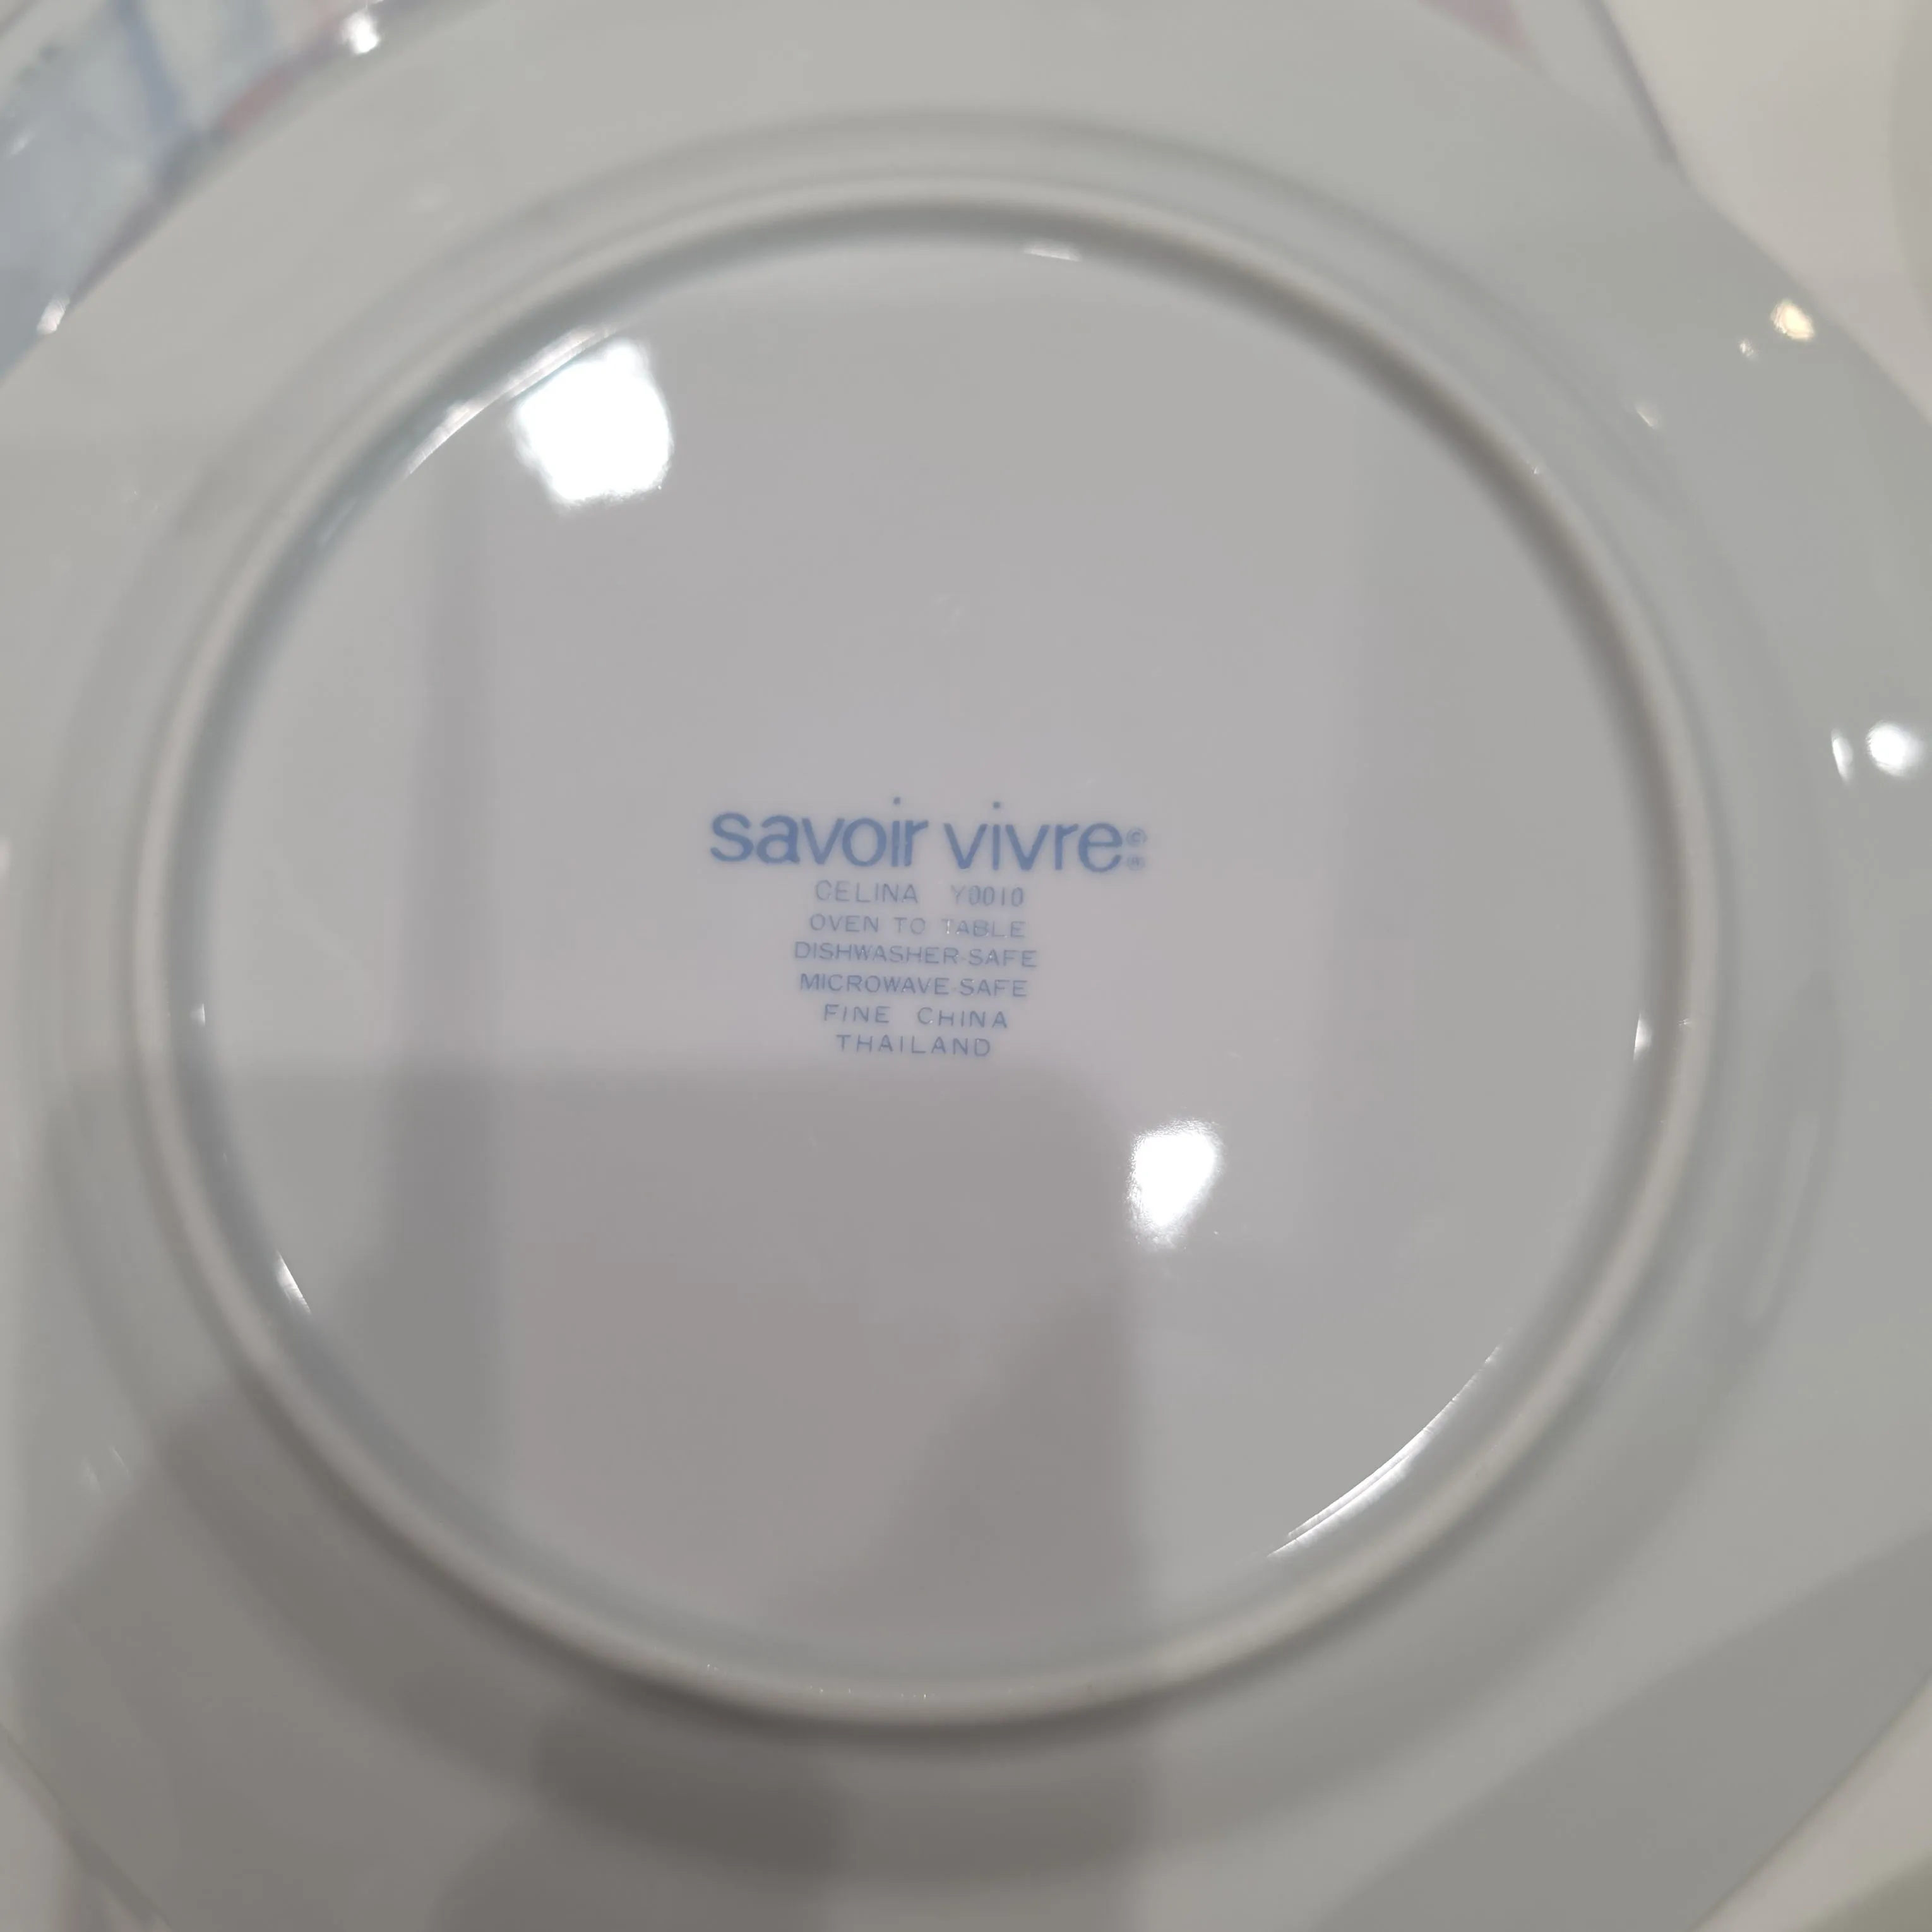 savoir vivre©®
CELINA Y0010
OVEN TO TABLE
DISHWASHER-SAFE
MICROWAVE-SAFE
FINE CHINA
THAILAND